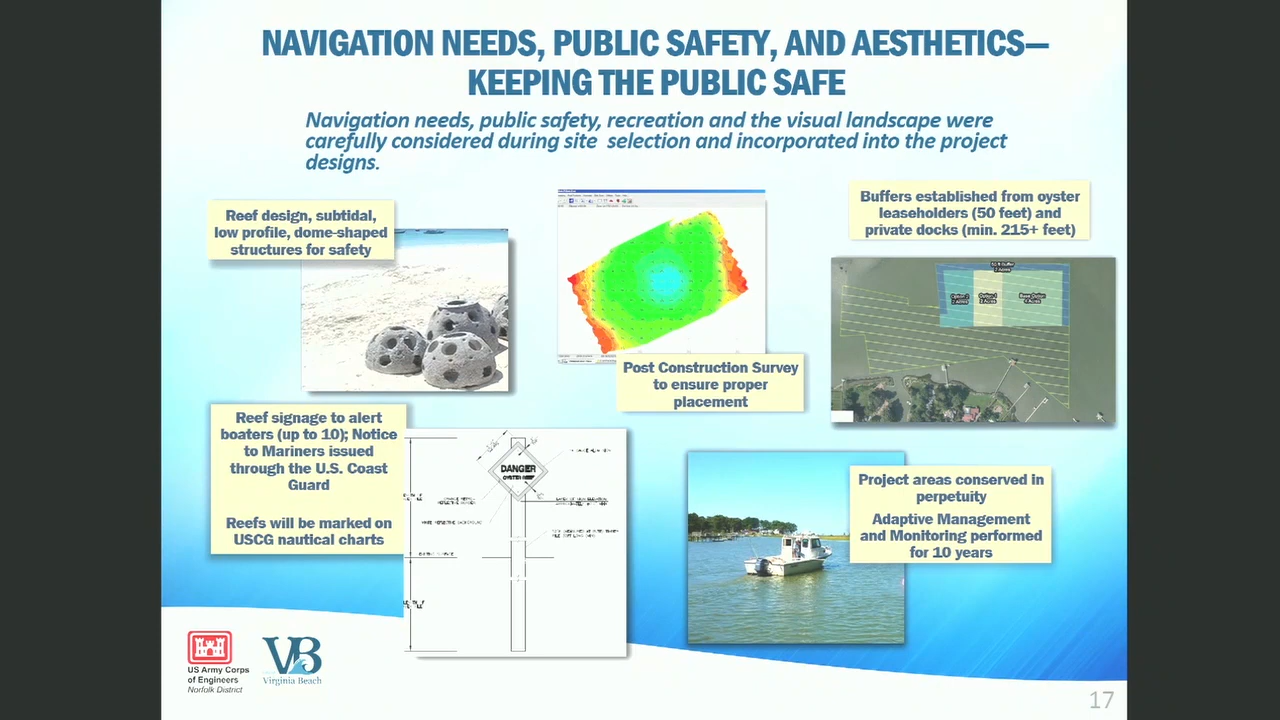 NAVIGATION NEEDS, PUBLIC SAFETY, AND AESTHETICS—
KEEPING THE PUBLIC SAFE
Navigation needs, public safety, recreation and the visual landscape were
carefully considered during site selection and incorporated into the project
designs.
Reef design, subtidal,
low profile, dome-shaped
structures for safety
Post Construction Survey
to ensure proper
placement
Buffers established from oyster
leaseholders (50 feet) and
private docks (min. 215+ feet)
Reef signage to alert
boaters (up to 10); Notice
to Mariners issued
through the U.S. Coast
Guard
Reefs will be marked on
USCG nautical charts
DANGER
OYSTER REEF
Project areas conserved in
perpetuity
Adaptive Management
and Monitoring performed
for 10 years
US Army Corps
of Engineers
Norfolk District
VB
Virginia Beach
17